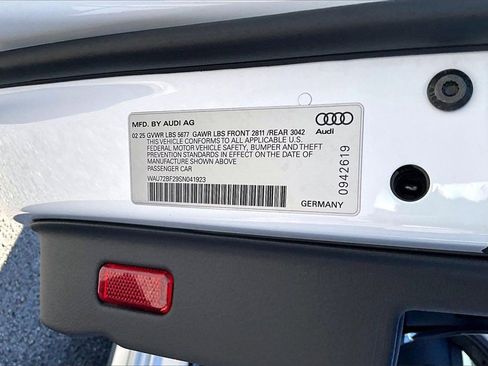 MFD. BY AUDI AG
02 25 GVWR LBS 5677 GAWR LBS FRONT 2811 /REAR 3042
THIS VEHICLE CONFORMS TO ALL APPLICABLE U.S.
FEDERAL MOTOR VEHICLE SAFETY, BUMPER AND THEFT
PREVENTION STANDARDS IN EFFECT ON THE DATE OF
MANUFACTURE SHOWN ABOVE
PASSENGER CAR
WAU72BF29SN041923
Audi
0942619
GERMANY